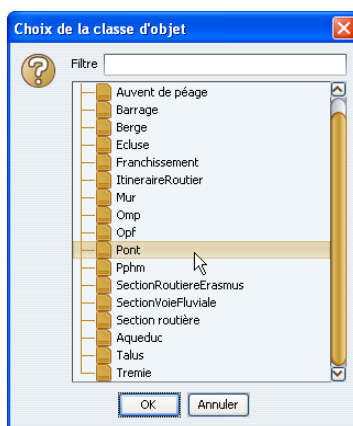 Choix de la classe d'objet
Filtre
Auvent de péage
Barrage
Berge
Ecluse
Franchissement
ItineraireRoutier
Mur
Omp
Opf
Pont
Pphm
SectionRoutiereErasmus
SectionVoieFluviale
Section routière
Aqueduc
Talus
Tremie
OK Annuler